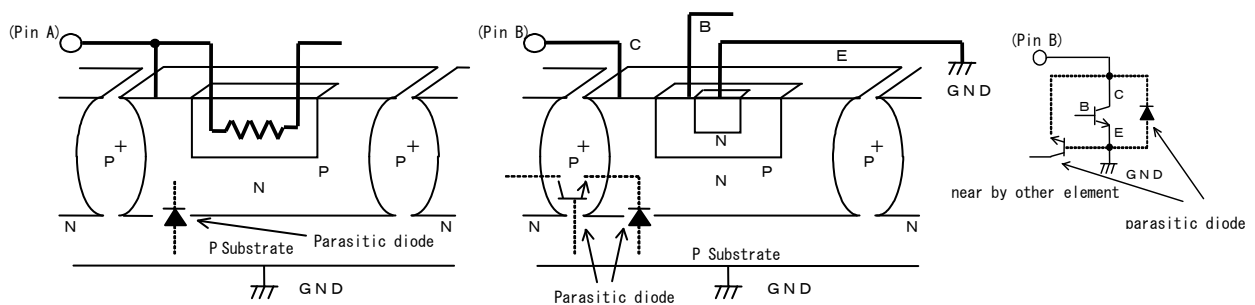 (Pin A)
P +
N
P
P +
N
N
P Substrate
Parasitic diode
GND
(Pin B)
C
B
E
GND
P +
N
P
N
P +
N
N
P Substrate
Parasitic diode
GND
(Pin B)
C
B
E
GND
near by other element
parasitic diode